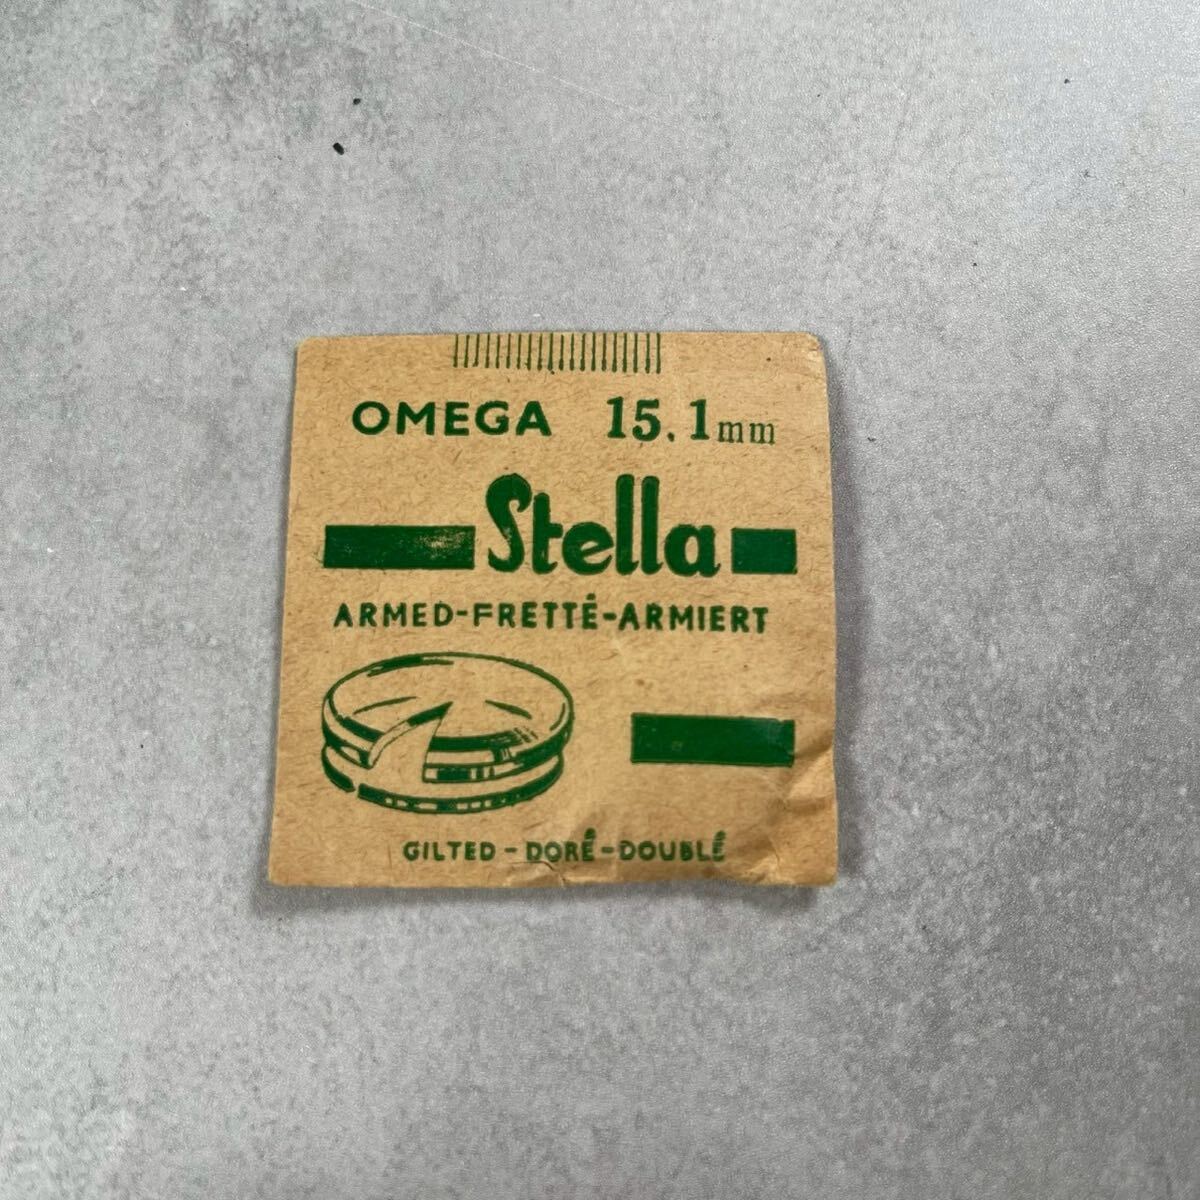 OMEGA 15.1mm
Stella
ARMED-FRETTÉ-ARMIERT
GILTED-DORÉ-DOUBLÉ